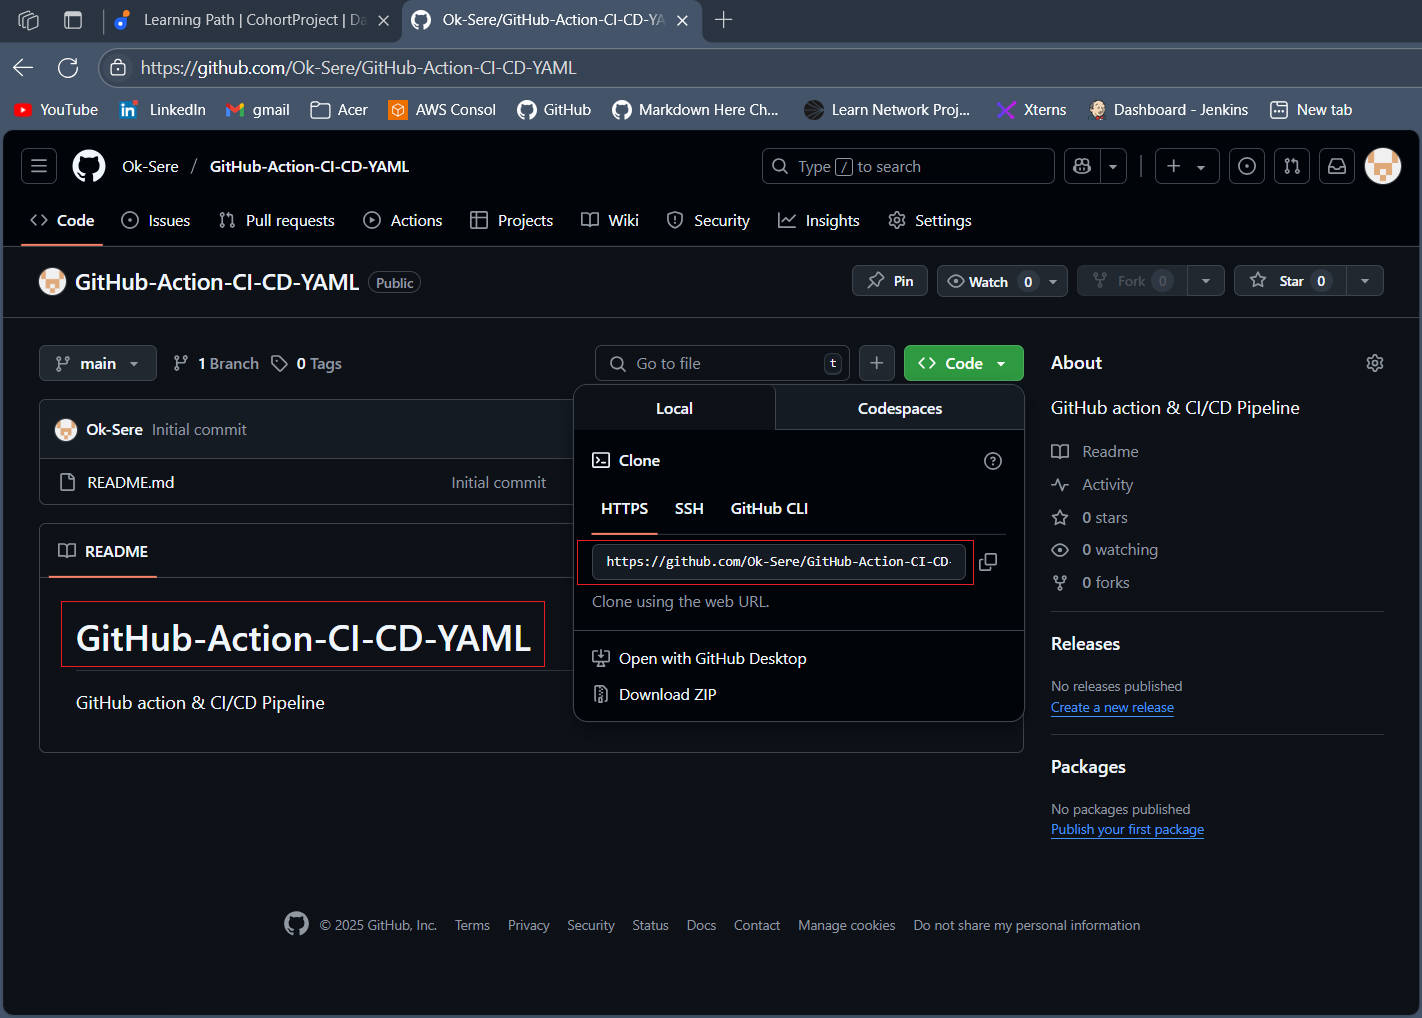 Learning Path | CohortProject | Da
Ok-Sere/GitHub-Action-CI-CD-YA
https://github.com/Ok-Sere/GitHub-Action-CI-CD-YAML
YouTube LinkedIn gmail Acer AWS Consol GitHub Markdown Here Ch... Learn Network Proj... Xterns Dashboard - Jenkins New tab
Ok-Sere / GitHub-Action-CI-CD-YAML
Type / to search
Code Issues Pull requests Actions Projects Wiki Security Insights Settings
GitHub-Action-CI-CD-YAML Public
Pin Watch 0 Fork 0 Star 0
main 1 Branch 0 Tags
Go to file t
Code
Ok-Sere Initial commit
README.md Initial commit
README
GitHub-Action-CI-CD-YAML
GitHub action & CI/CD Pipeline
Local Codespaces
Clone
HTTPS SSH GitHub CLI
https://github.com/Ok-Sere/GitHub-Action-CI-CD-
Clone using the web URL.
Open with GitHub Desktop
Download ZIP
About
GitHub action & CI/CD Pipeline
Readme
Activity
0 stars
0 watching
0 forks
Releases
No releases published
Create a new release
Packages
No packages published
Publish your first package
© 2025 GitHub, Inc. Terms Privacy Security Status Docs Contact Manage cookies Do not share my personal information